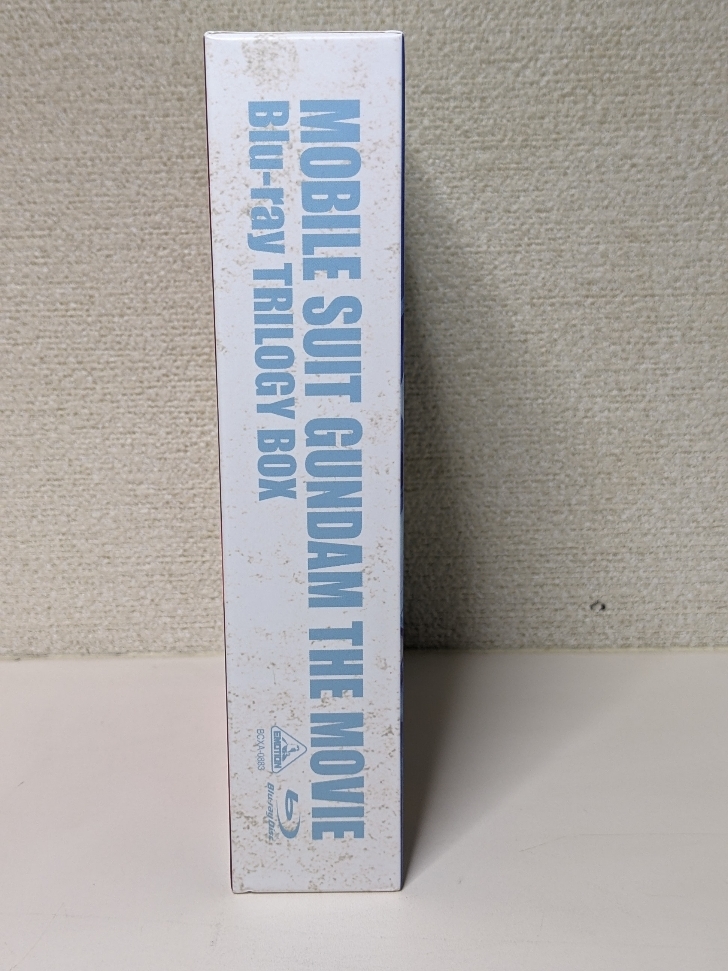 MOBILE SUIT GUNDAM THE MOVIE
Blu-ray TRILOGY BOX
EMOTION
BCXA-0883
Blu-ray Disc